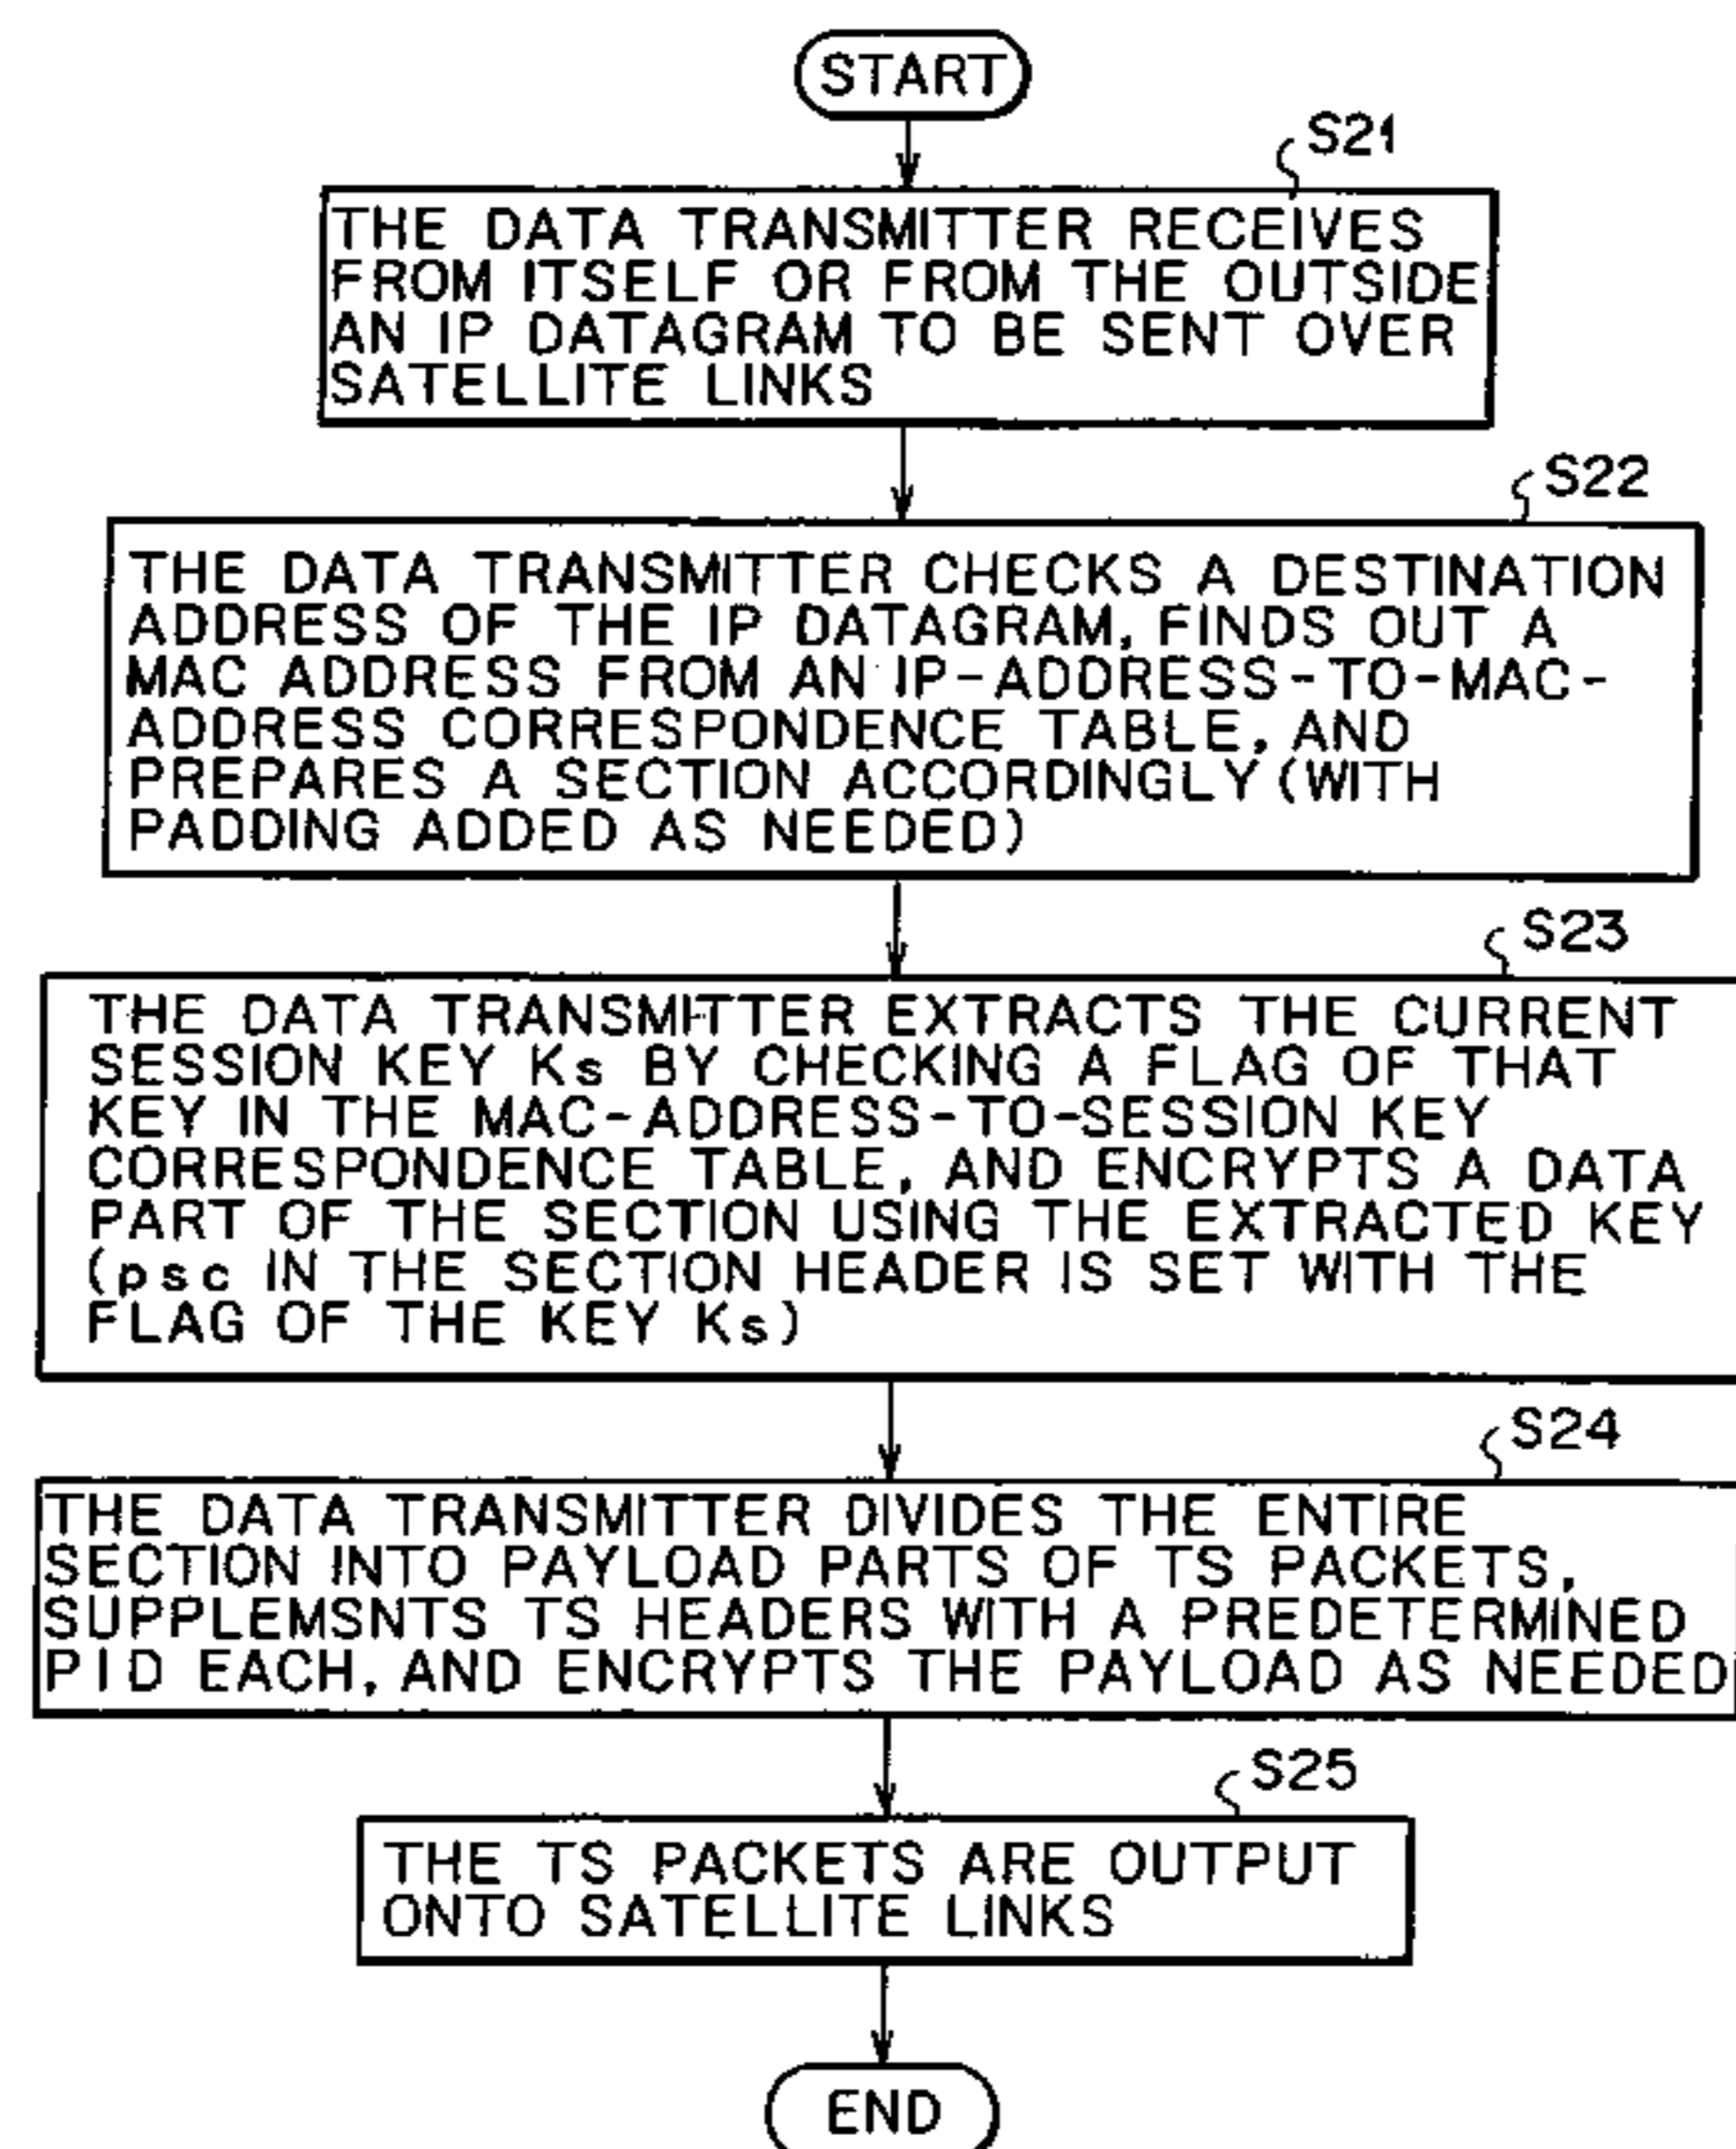 START
S21
THE DATA TRANSMITTER RECEIVES
FROM ITSELF OR FROM THE OUTSIDE
AN IP DATAGRAM TO BE SENT OVER
SATELLITE LINKS
S22
THE DATA TRANSMITTER CHECKS A DESTINATION
ADDRESS OF THE IP DATAGRAM, FINDS OUT A
MAC ADDRESS FROM AN IP-ADDRESS-TO-MAC-
ADDRESS CORRESPONDENCE TABLE, AND
PREPARES A SECTION ACCORDINGLY (WITH
PADDING ADDED AS NEEDED)
S23
THE DATA TRANSMITTER EXTRACTS THE CURRENT
SESSION KEY Ks BY CHECKING A FLAG OF THAT
KEY IN THE MAC-ADDRESS-TO-SESSION KEY
CORRESPONDENCE TABLE, AND ENCRYPTS A DATA
PART OF THE SECTION USING THE EXTRACTED KEY
(psc IN THE SECTION HEADER IS SET WITH THE
FLAG OF THE KEY Ks)
S24
THE DATA TRANSMITTER DIVIDES THE ENTIRE
SECTION INTO PAYLOAD PARTS OF TS PACKETS,
SUPPLEMSNTS TS HEADERS WITH A PREDETERMINED
PID EACH, AND ENCRYPTS THE PAYLOAD AS NEEDED
S25
THE TS PACKETS ARE OUTPUT
ONTO SATELLITE LINKS
END